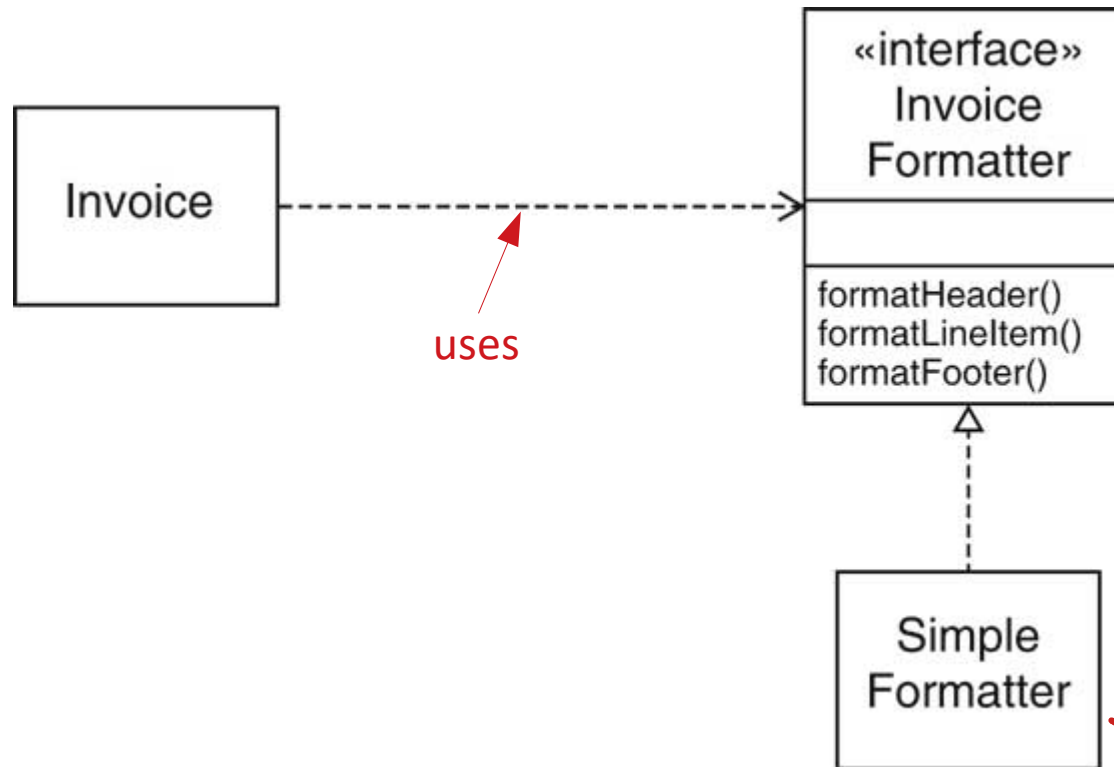 Invoice
uses
«interface»
Invoice
Formatter
formatHeader()
formatLineItem()
formatFooter()
Simple
Formatter